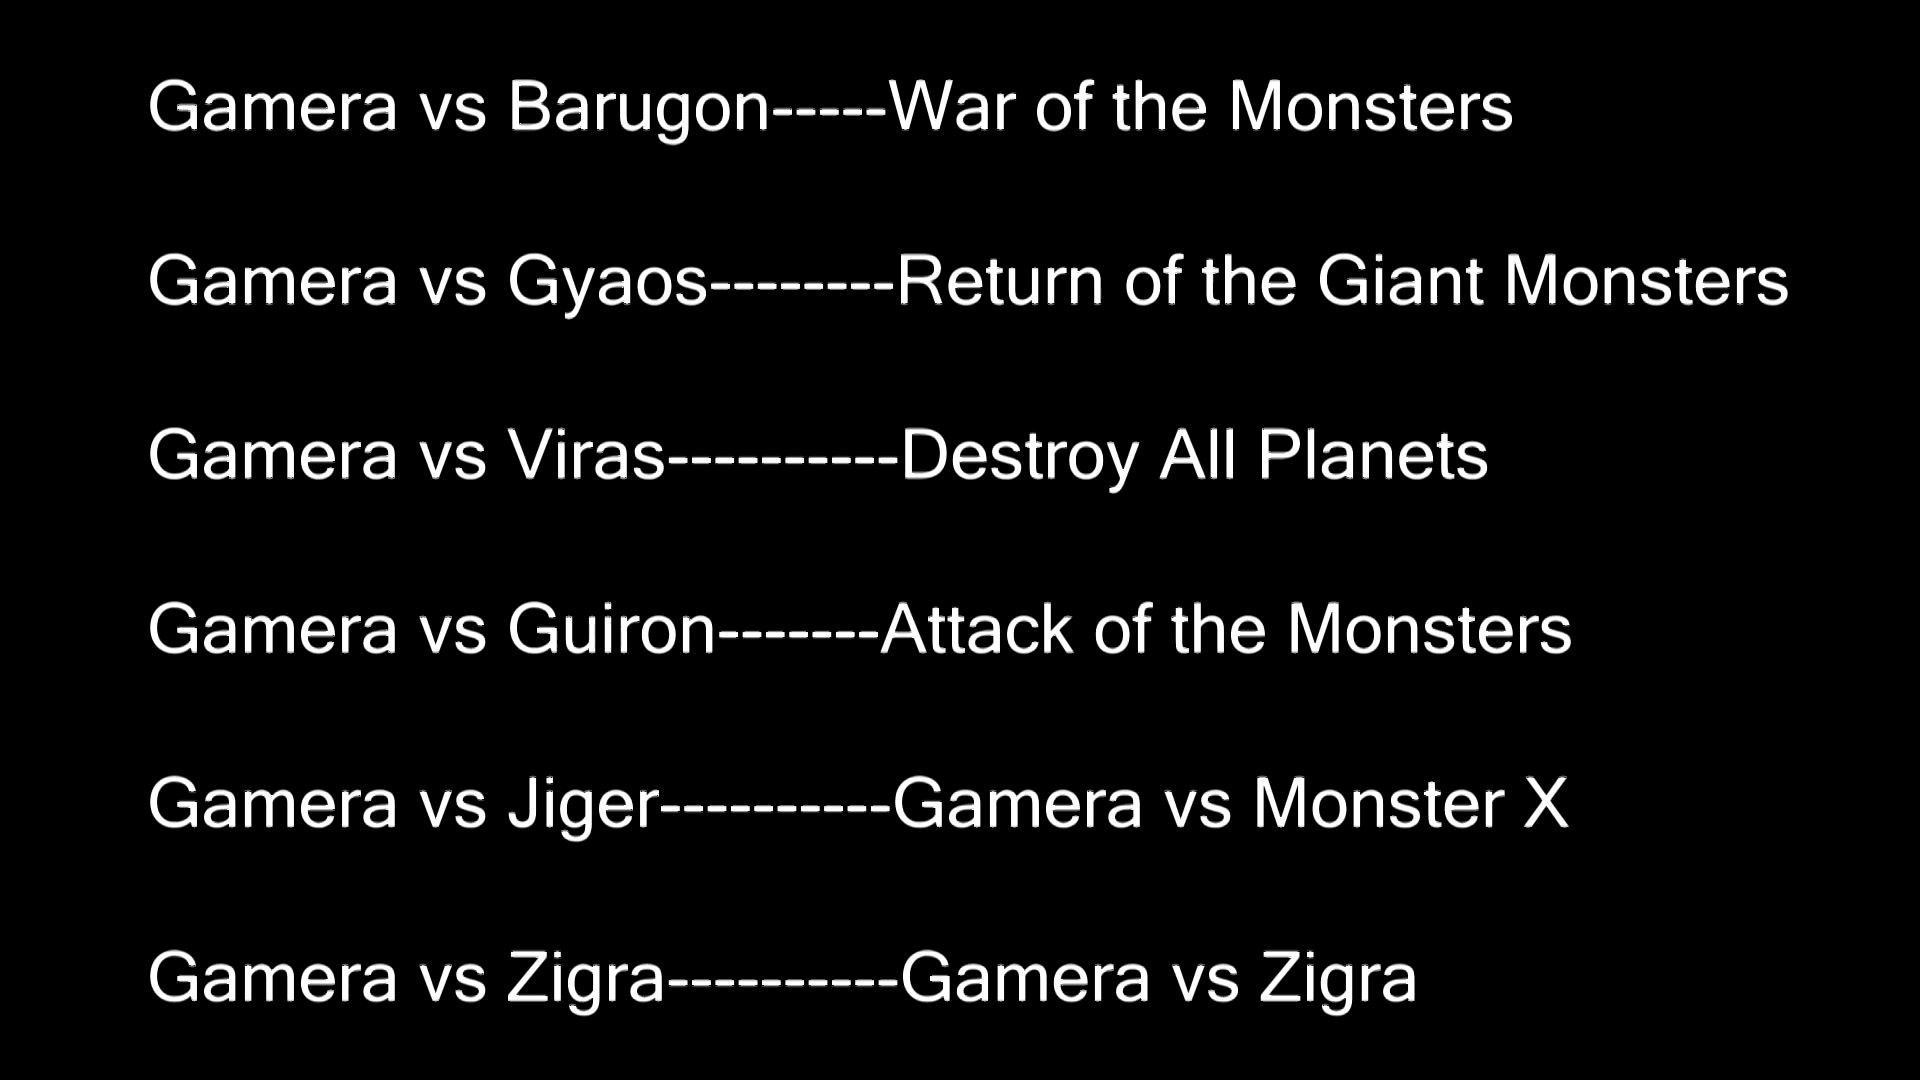 Gamera vs Barugon-----War of the Monsters
Gamera vs Gyaos--------Return of the Giant Monsters
Gamera vs Viras----------Destroy All Planets
Gamera vs Guiron-------Attack of the Monsters
Gamera vs Jiger----------Gamera vs Monster X
Gamera vs Zigra----------Gamera vs Zigra